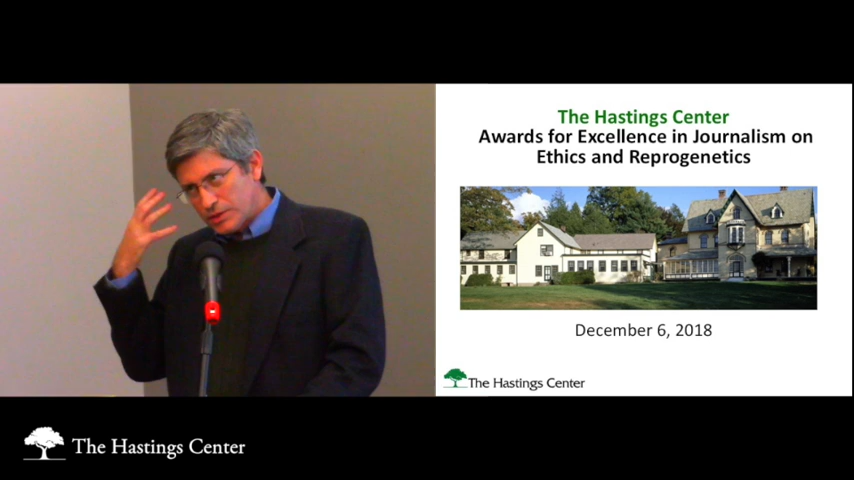 The Hastings Center
Awards for Excellence in Journalism on
Ethics and Reprogenetics
December 6, 2018
The Hastings Center
The Hastings Center